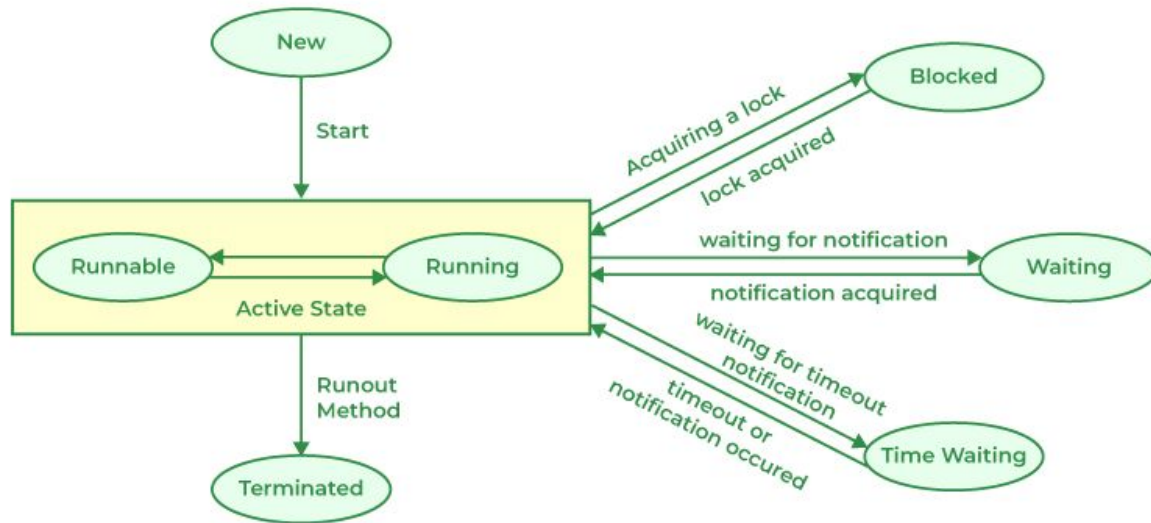 New
Start
Blocked
Acquiring a lock
lock acquired
Runnable
Running
Active State
waiting for notification
notification acquired
Waiting
waiting for timeout
notification
timeout or
notification occured
Time Waiting
Runout
Method
Terminated